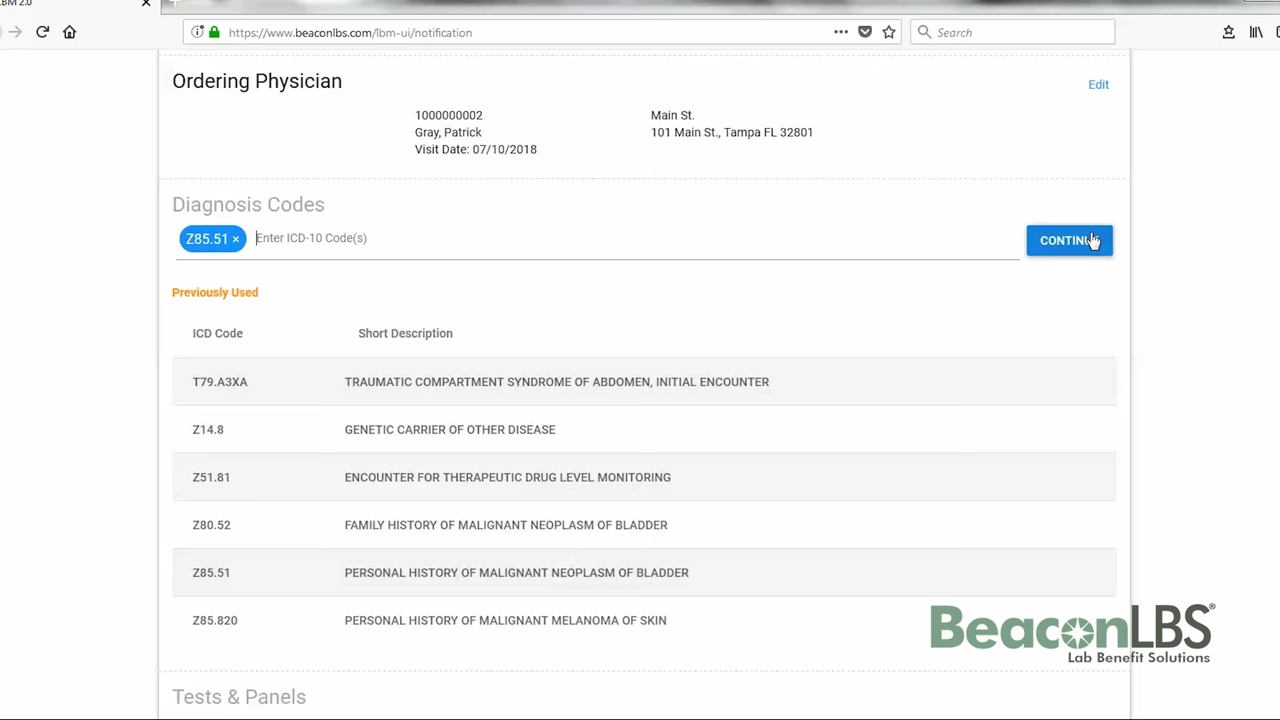 BM 2.0
https://www.beaconlbs.com/lbm-ui/notification
Search
Ordering Physician
Edit
1000000002
Main St.
Gray, Patrick
101 Main St., Tampa FL 32801
Visit Date: 07/10/2018
Diagnosis Codes
Z85.51 ×
Enter ICD-10 Code(s)
CONTINUE
Previously Used
ICD Code Short Description
T79.A3XA TRAUMATIC COMPARTMENT SYNDROME OF ABDOMEN, INITIAL ENCOUNTER
Z14.8 GENETIC CARRIER OF OTHER DISEASE
Z51.81 ENCOUNTER FOR THERAPEUTIC DRUG LEVEL MONITORING
Z80.52 FAMILY HISTORY OF MALIGNANT NEOPLASM OF BLADDER
Z85.51 PERSONAL HISTORY OF MALIGNANT NEOPLASM OF BLADDER
Z85.820 PERSONAL HISTORY OF MALIGNANT MELANOMA OF SKIN
BeaconLBS®
Lab Benefit Solutions
Tests & Panels